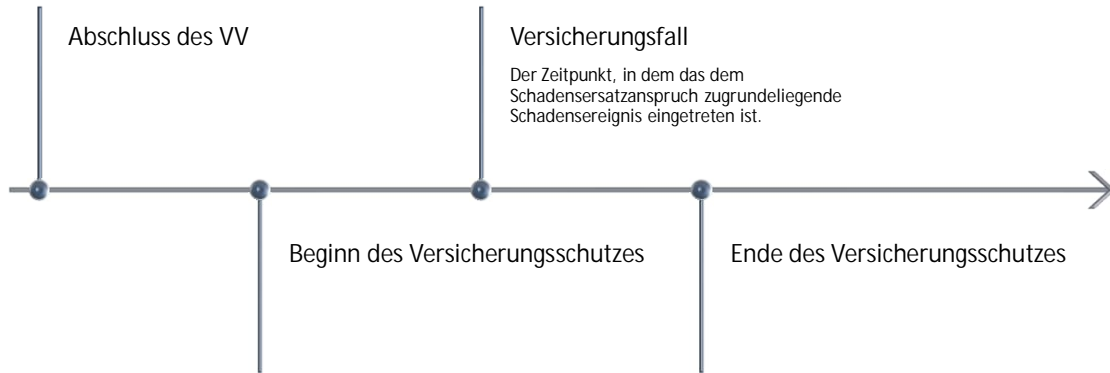 Abschluss des VV
Versicherungsfall
Der Zeitpunkt, in dem das dem
Schadensersatzanspruch zugrundeliegende
Schadensereignis eingetreten ist.
Beginn des Versicherungsschutzes
Ende des Versicherungsschutzes